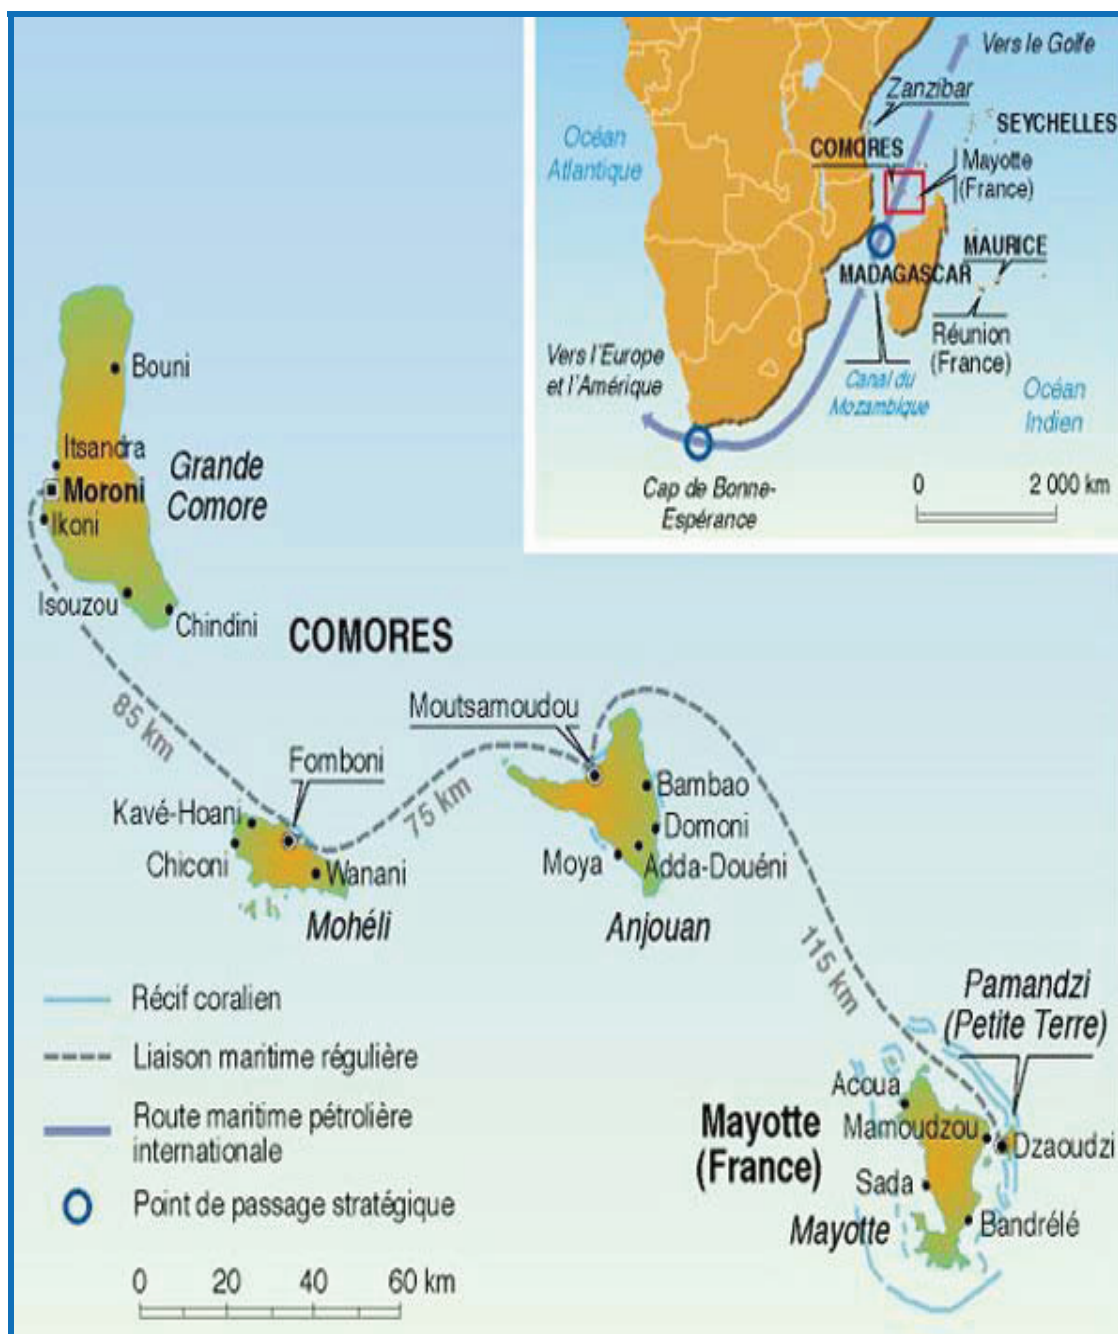 Vers le Golfe
Zanzibar
SEYCHELLES
Océan
Atlantique
COMORES
Mayotte
(France)
MAURICE
MADAGASCAR
Réunion
(France)
Vers l'Europe
et l'Amérique
Canal du
Mozambique
Océan
Indien
Cap de Bonne-
Espérance
0
2 000 km
Bouni
Itsandra
Moroni
Ikoni
Grande
Comore
Isouzou
Chindini
COMORES
85 km
Moutsamoudou
Fomboni
75 km
Kavé-Hoani
Chiconi
Wanani
Mohéli
Bambao
Domoni
Moya
Adda-Douéni
Anjouan
115 km
Pamandzi
(Petite Terre)
Acoua
Mamoudzou
Dzaoudzi
Mayotte
(France)
Sada
Bandrélé
Mayotte
Récif coralien
Liaison maritime régulière
Route maritime pétrolière
internationale
Point de passage stratégique
0
20
40
60 km